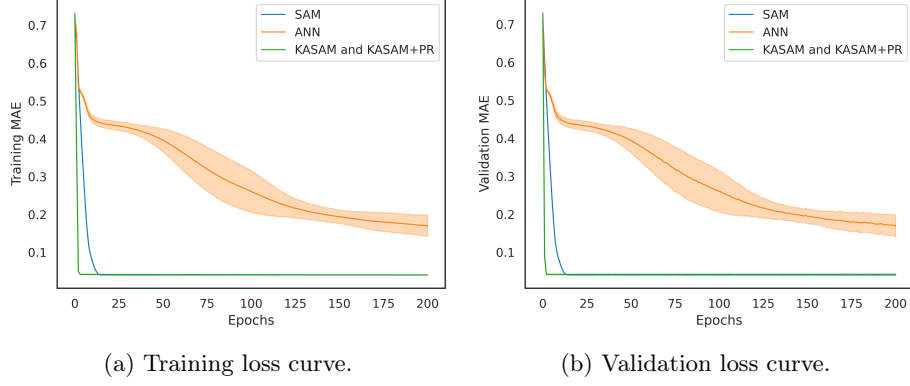 SAM
ANN
KASAM and KASAM+PR
0.7
0.6
0.5
0.4
0.3
0.2
0.1
Training MAE
0 25 50 75 100 125 150 175 200
Epochs
(a) Training loss curve.
SAM
ANN
KASAM and KASAM+PR
0.7
0.6
0.5
0.4
0.3
0.2
0.1
Validation MAE
0 25 50 75 100 125 150 175 200
Epochs
(b) Validation loss curve.